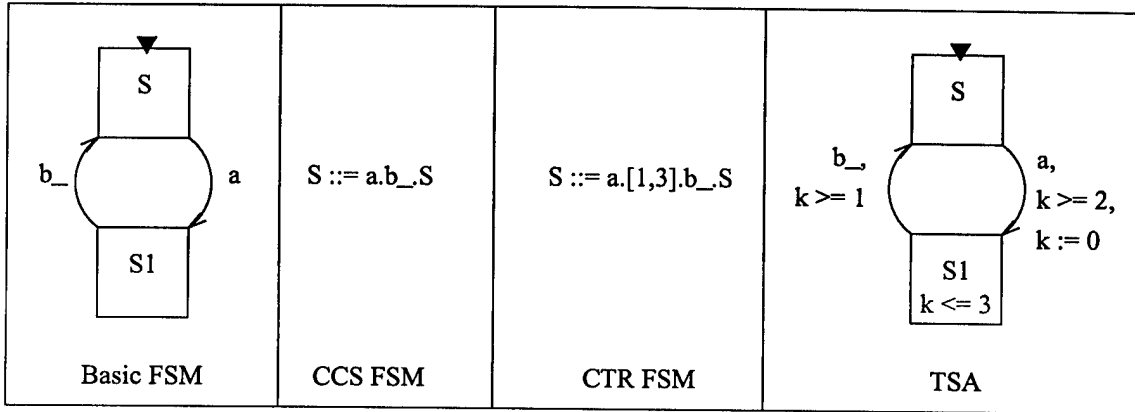 S
b_
a
S1
Basic FSM
S ::= a.b_.S
CCS FSM
S ::= a.[1,3].b_.S
CTR FSM
S
b_,
k >= 1
a,
k >= 2,
k := 0
S1
k <= 3
TSA